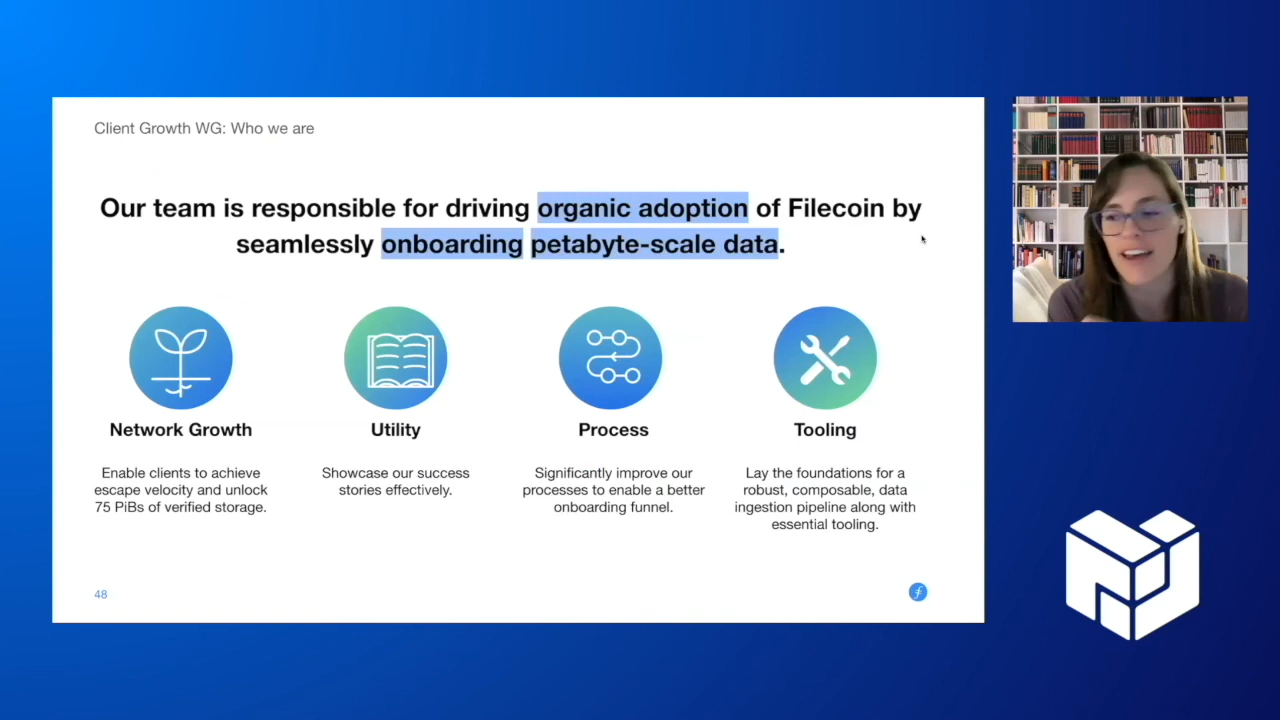 Client Growth WG: Who we are
Our team is responsible for driving organic adoption of Filecoin by
seamlessly onboarding petabyte-scale data.
Network Growth
Enable clients to achieve
escape velocity and unlock
75 PiBs of verified storage.
Utility
Showcase our success
stories effectively.
Process
Significantly improve our
processes to enable a better
onboarding funnel.
Tooling
Lay the foundations for a
robust, composable, data
ingestion pipeline along with
essential tooling.
48